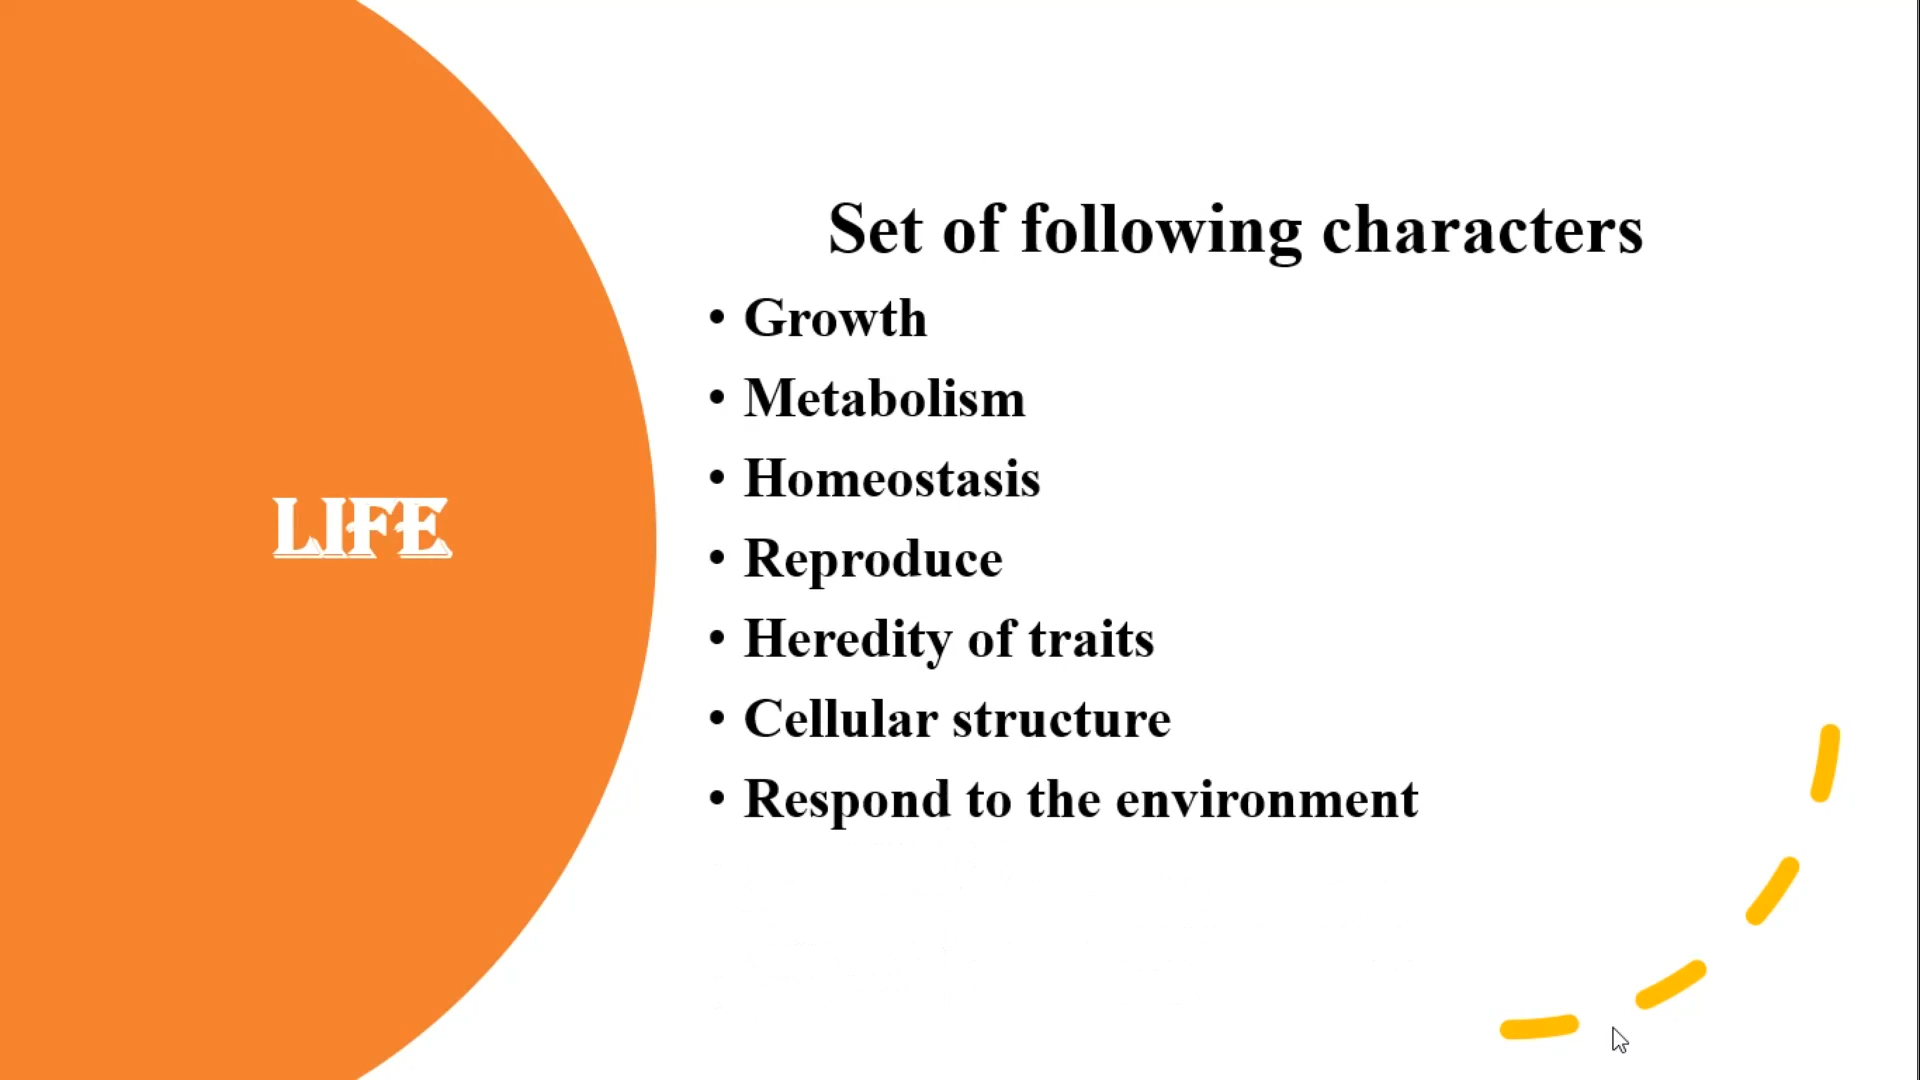 LIFE
Set of following characters
• Growth
• Metabolism
• Homeostasis
• Reproduce
• Heredity of traits
• Cellular structure
• Respond to the environment